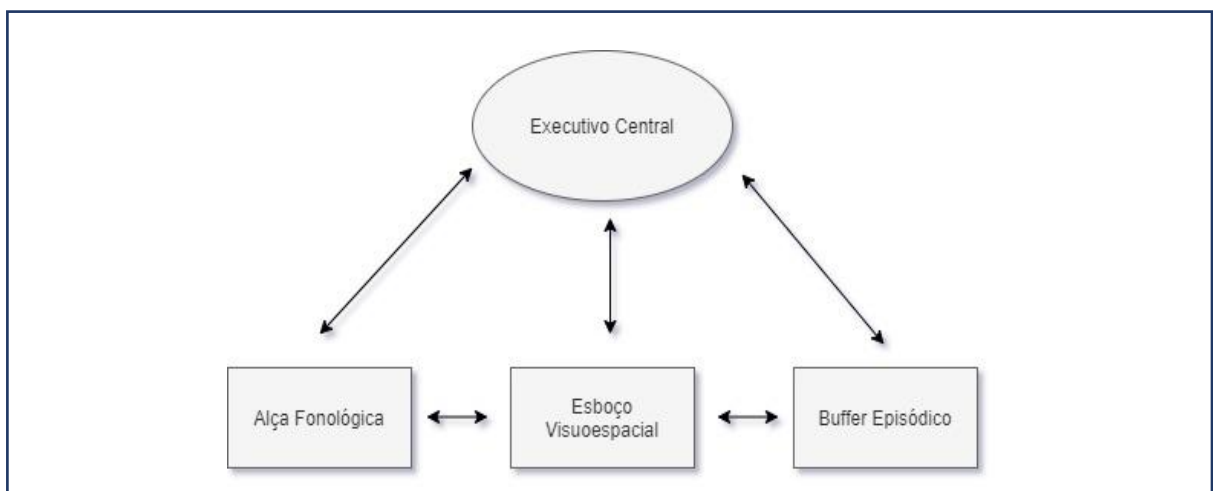 Executivo Central
Alça Fonológica
Esboço
Visuoespacial
Buffer Episódico